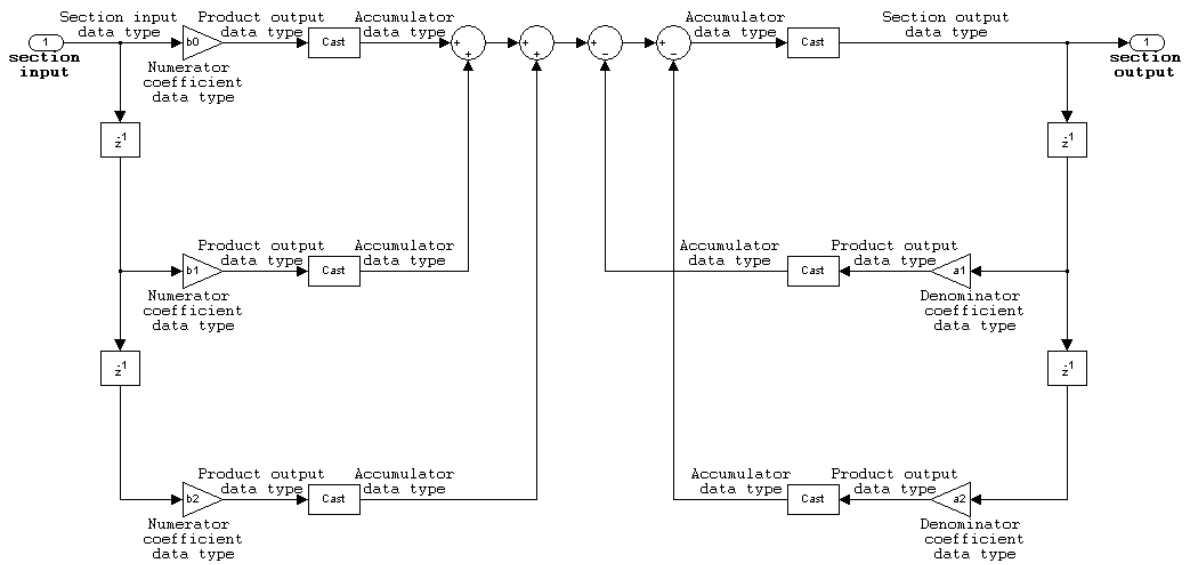 Section input
data type
Product output
data type
Accumulator
data type
Accumulator
data type
Section output
data type
1
section
input
b0
Cast
+
+
+
+
+
−
+
−
Cast
1
section
output
Numerator
coefficient
data type
z-1
z-1
Product output
data type
Accumulator
data type
Accumulator
data type
Product output
data type
b1
Cast
Cast
a1
Numerator
coefficient
data type
Denominator
coefficient
data type
z-1
z-1
Product output
data type
Accumulator
data type
Accumulator
data type
Product output
data type
b2
Cast
Cast
a2
Numerator
coefficient
data type
Denominator
coefficient
data type